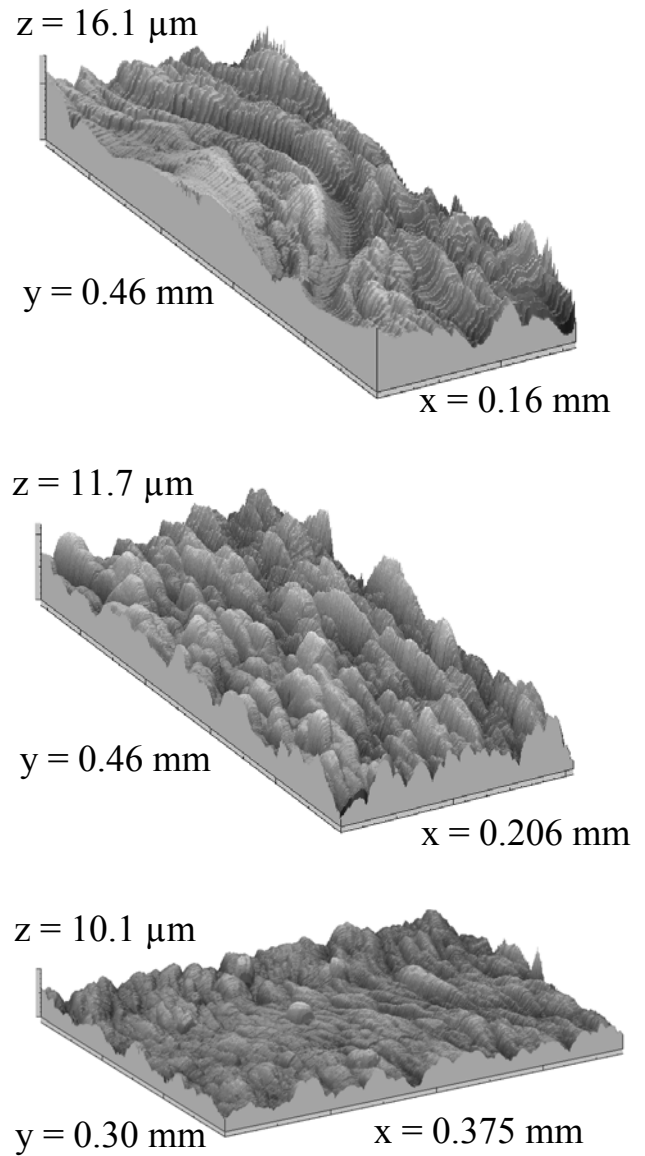 z = 16.1 µm
y = 0.46 mm
x = 0.16 mm
z = 11.7 µm
y = 0.46 mm
x = 0.206 mm
z = 10.1 µm
y = 0.30 mm
x = 0.375 mm